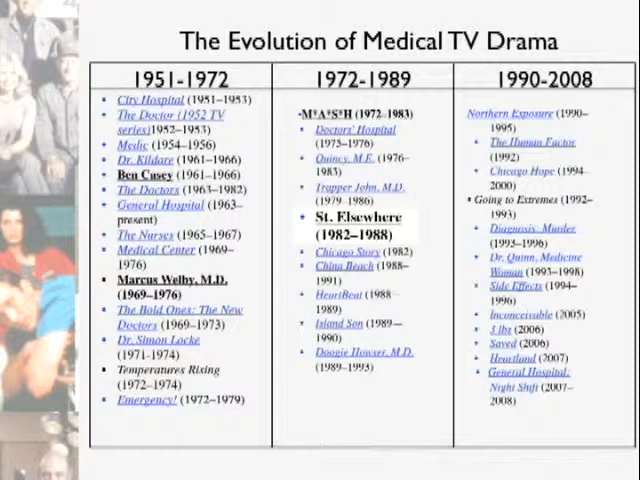 The Evolution of Medical TV Drama
1951-1972
City Hospital (1951–1953)
The Doctor (1952 TV
series)1952–1953)
Medic (1954–1956)
Dr. Kildare (1961–1966)
Ben Casey (1961–1966)
The Doctors (1963–1982)
General Hospital (1963–
present)
The Nurses (1965–1967)
Medical Center (1969–
1976)
Marcus Welby, M.D.
(1969–1976)
The Bold Ones: The New
Doctors (1969–1973)
Dr. Simon Locke
(1971-1974)
Temperatures Rising
(1972–1974)
Emergency! (1972–1979)
1972-1989
M*A*S*H (1972–1983)
Doctors' Hospital
(1975–1976)
Quincy, M.E. (1976–
1983)
Trapper John, M.D.
(1979–1986)
St. Elsewhere
(1982–1988)
Chicago Story (1982)
China Beach (1988–
1991)
HeartBeat (1988–
1989)
Island Son (1989—
1990)
Doogie Howser, M.D.
(1989–1993)
1990-2008
Northern Exposure (1990–
1995)
The Human Factor
(1992)
Chicago Hope (1994–
2000)
Going to Extremes (1992–
1993)
Diagnosis, Murder
(1993–1996)
Dr. Quinn, Medicine
Woman (1993–1998)
Side Effects (1994–
1996)
Inconceivable (2005)
3 lbs (2006)
Saved (2006)
Heartland (2007)
General Hospital:
Night Shift (2007–
2008)